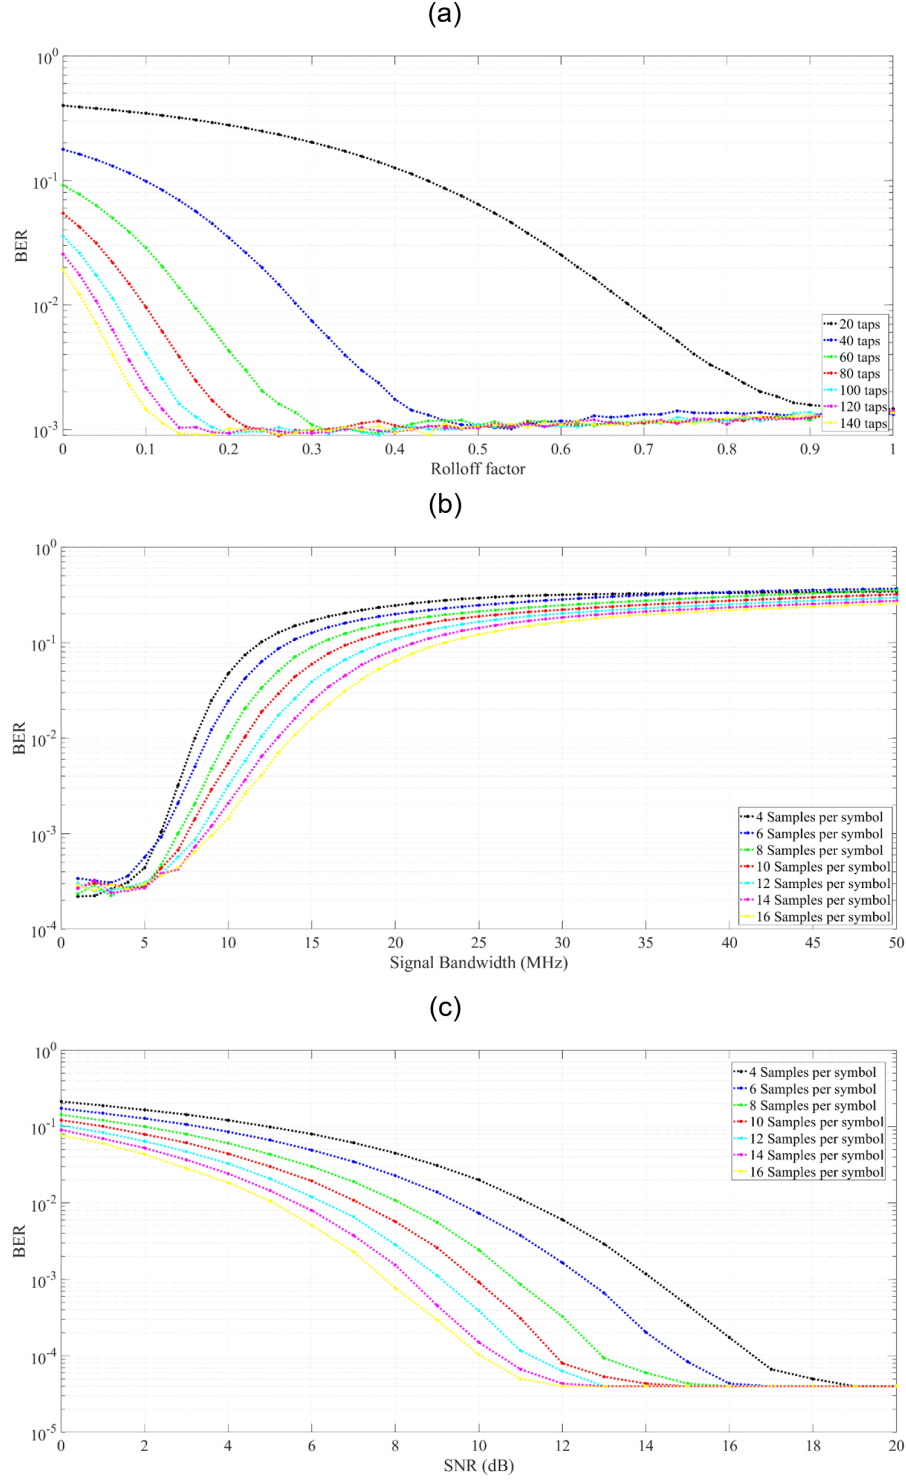 (a)
10^0
10^-1
10^-2
10^-3
BER
0 0.1 0.2 0.3 0.4 0.5 0.6 0.7 0.8 0.9 1
Rolloff factor
20 taps
40 taps
60 taps
80 taps
100 taps
120 taps
140 taps
(b)
10^0
10^-1
10^-2
10^-3
10^-4
BER
0 5 10 15 20 25 30 35 40 45 50
Signal Bandwidth (MHz)
4 Samples per symbol
6 Samples per symbol
8 Samples per symbol
10 Samples per symbol
12 Samples per symbol
14 Samples per symbol
16 Samples per symbol
(c)
10^0
10^-1
10^-2
10^-3
10^-4
10^-5
BER
0 2 4 6 8 10 12 14 16 18 20
SNR (dB)
4 Samples per symbol
6 Samples per symbol
8 Samples per symbol
10 Samples per symbol
12 Samples per symbol
14 Samples per symbol
16 Samples per symbol